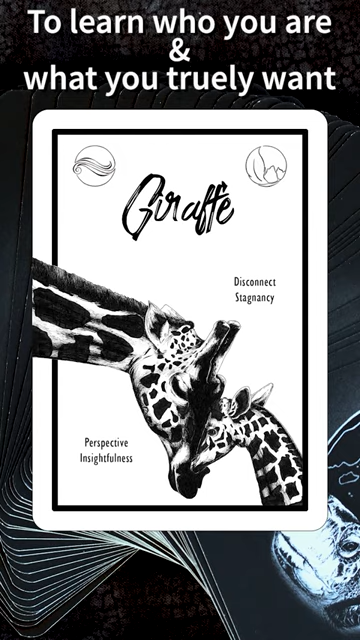 To learn who you are
&
what you truely want
Giraffe
Disconnect
Stagnancy
Perspective
Insightfulness